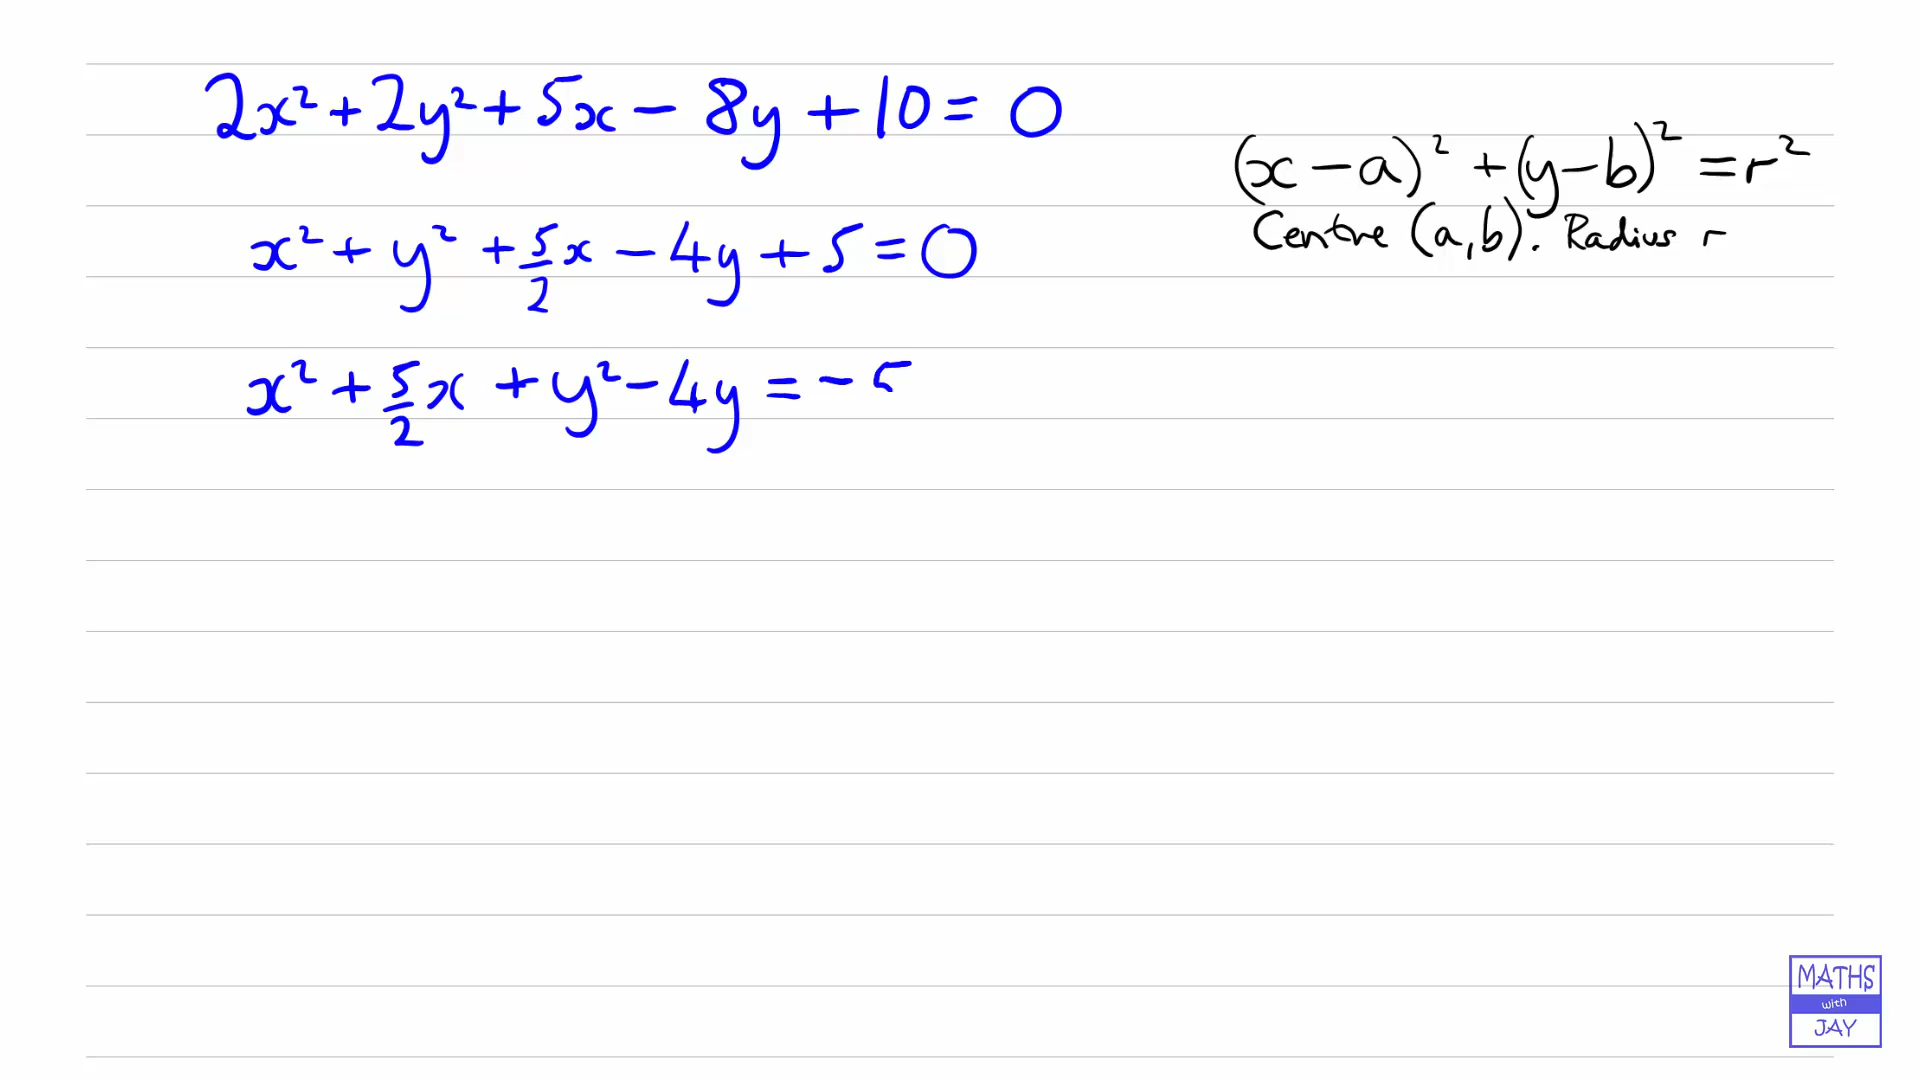 2x² + 2y² + 5x − 8y + 10 = 0
(x − a)² + (y − b)² = r²
Centre (a,b). Radius r
x² + y² + 5/2 x − 4y + 5 = 0
x² + 5/2 x + y² − 4y = − 5
MATHS
with
JAY